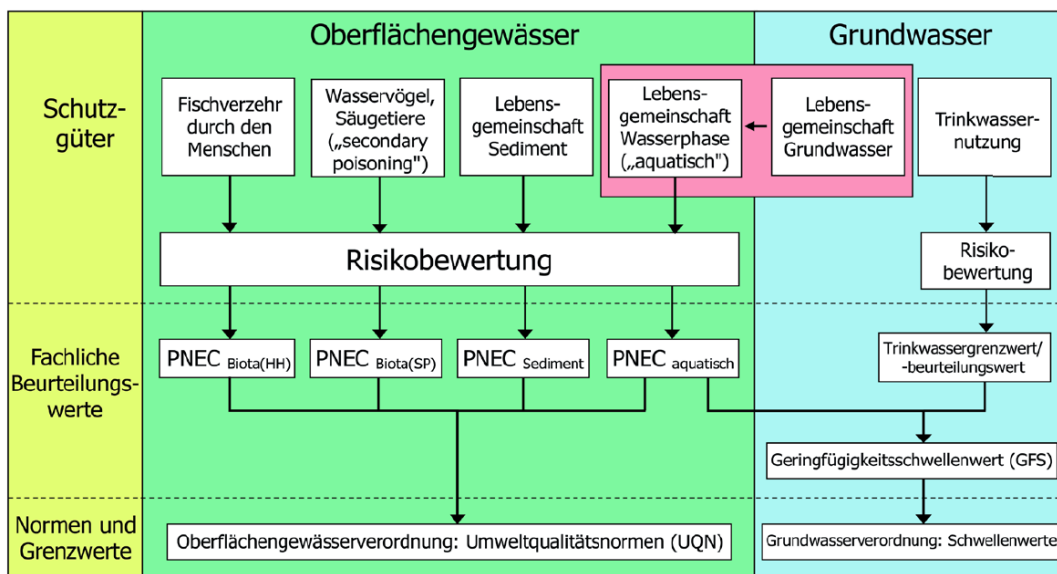 Oberflächengewässer
Grundwasser
Schutz-
güter
Fischverzehr
durch den
Menschen
Wasservögel,
Säugetiere
(„secondary
poisoning")
Lebens-
gemeinschaft
Sediment
Lebens-
gemeinschaft
Wasserphase
(„aquatisch")
Lebens-
gemeinschaft
Grundwasser
Trinkwasser-
nutzung
Risikobewertung
Risiko-
bewertung
Fachliche
Beurteilungs-
werte
PNEC Biota(HH)
PNEC Biota(SP)
PNEC Sediment
PNEC aquatisch
Trinkwassergrenzwert/
-beurteilungswert
Geringfügigkeitsschwellenwert (GFS)
Normen und
Grenzwerte
Oberflächengewässerverordnung: Umweltqualitätsnormen (UQN)
Grundwasserverordnung: Schwellenwerte